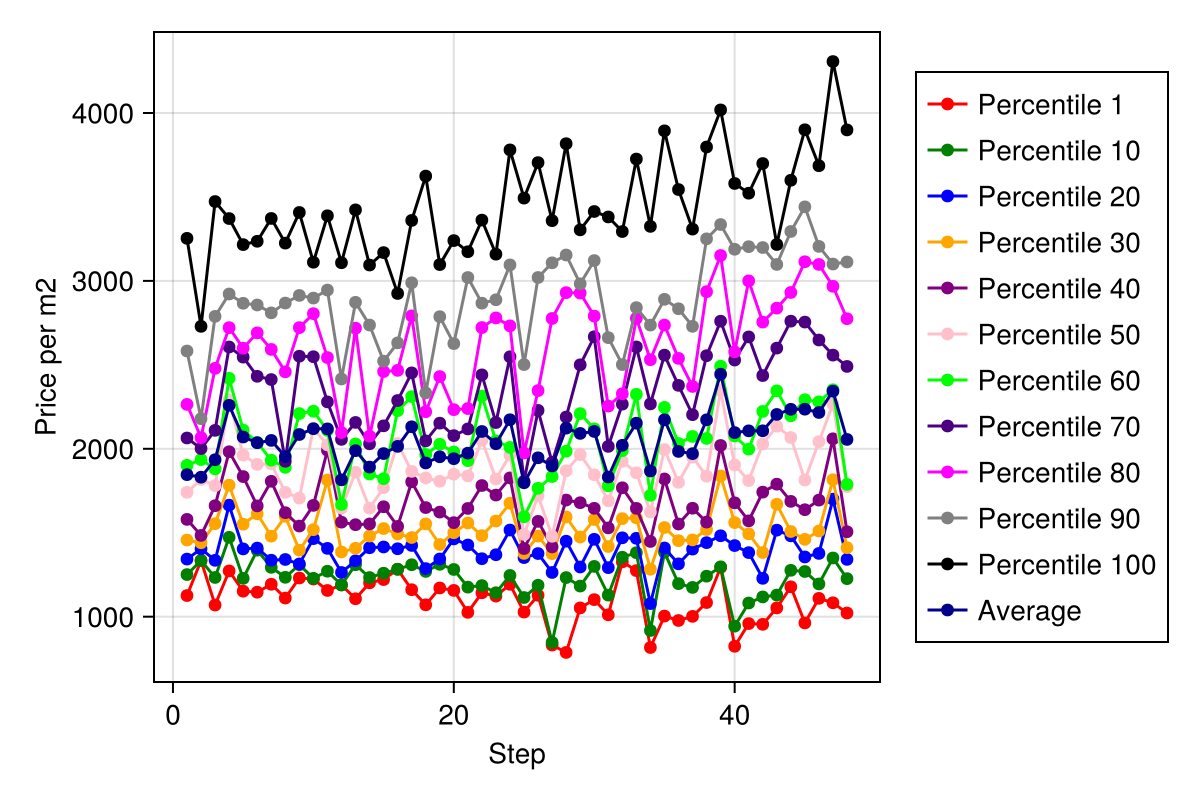 4000
3000
2000
1000
Price per m2
0 20 40
Step
Percentile 1
Percentile 10
Percentile 20
Percentile 30
Percentile 40
Percentile 50
Percentile 60
Percentile 70
Percentile 80
Percentile 90
Percentile 100
Average